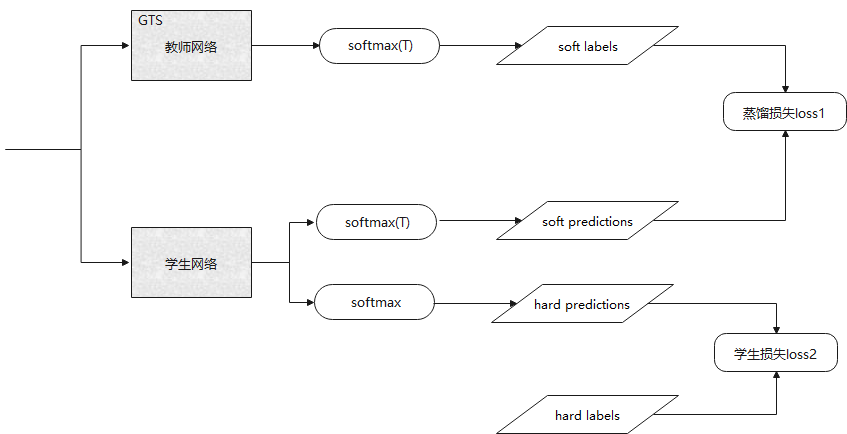 GTS
教师网络
softmax(T)
soft labels
蒸馏损失loss1
softmax(T)
soft predictions
学生网络
softmax
hard predictions
学生损失loss2
hard labels